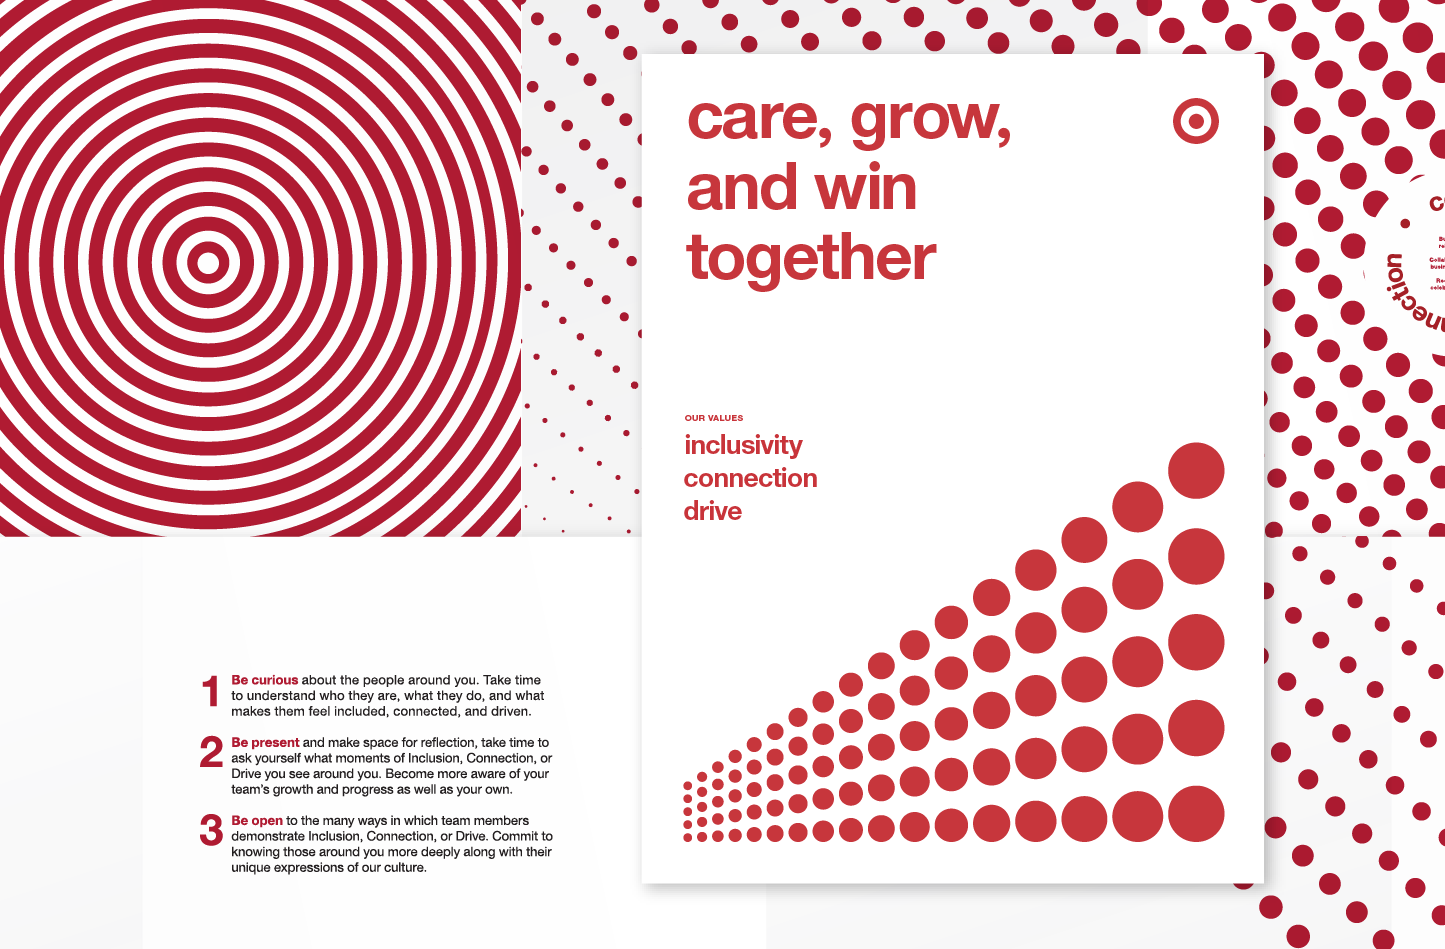 care, grow,
and win
together
OUR VALUES
inclusivity
connection
drive
1 Be curious about the people around you. Take time
to understand who they are, what they do, and what
makes them feel included, connected, and driven.
2 Be present and make space for reflection, take time to
ask yourself what moments of Inclusion, Connection, or
Drive you see around you. Become more aware of your
team's growth and progress as well as your own.
3 Be open to the many ways in which team members
demonstrate Inclusion, Connection, or Drive. Commit to
knowing those around you more deeply along with their
unique expressions of our culture.